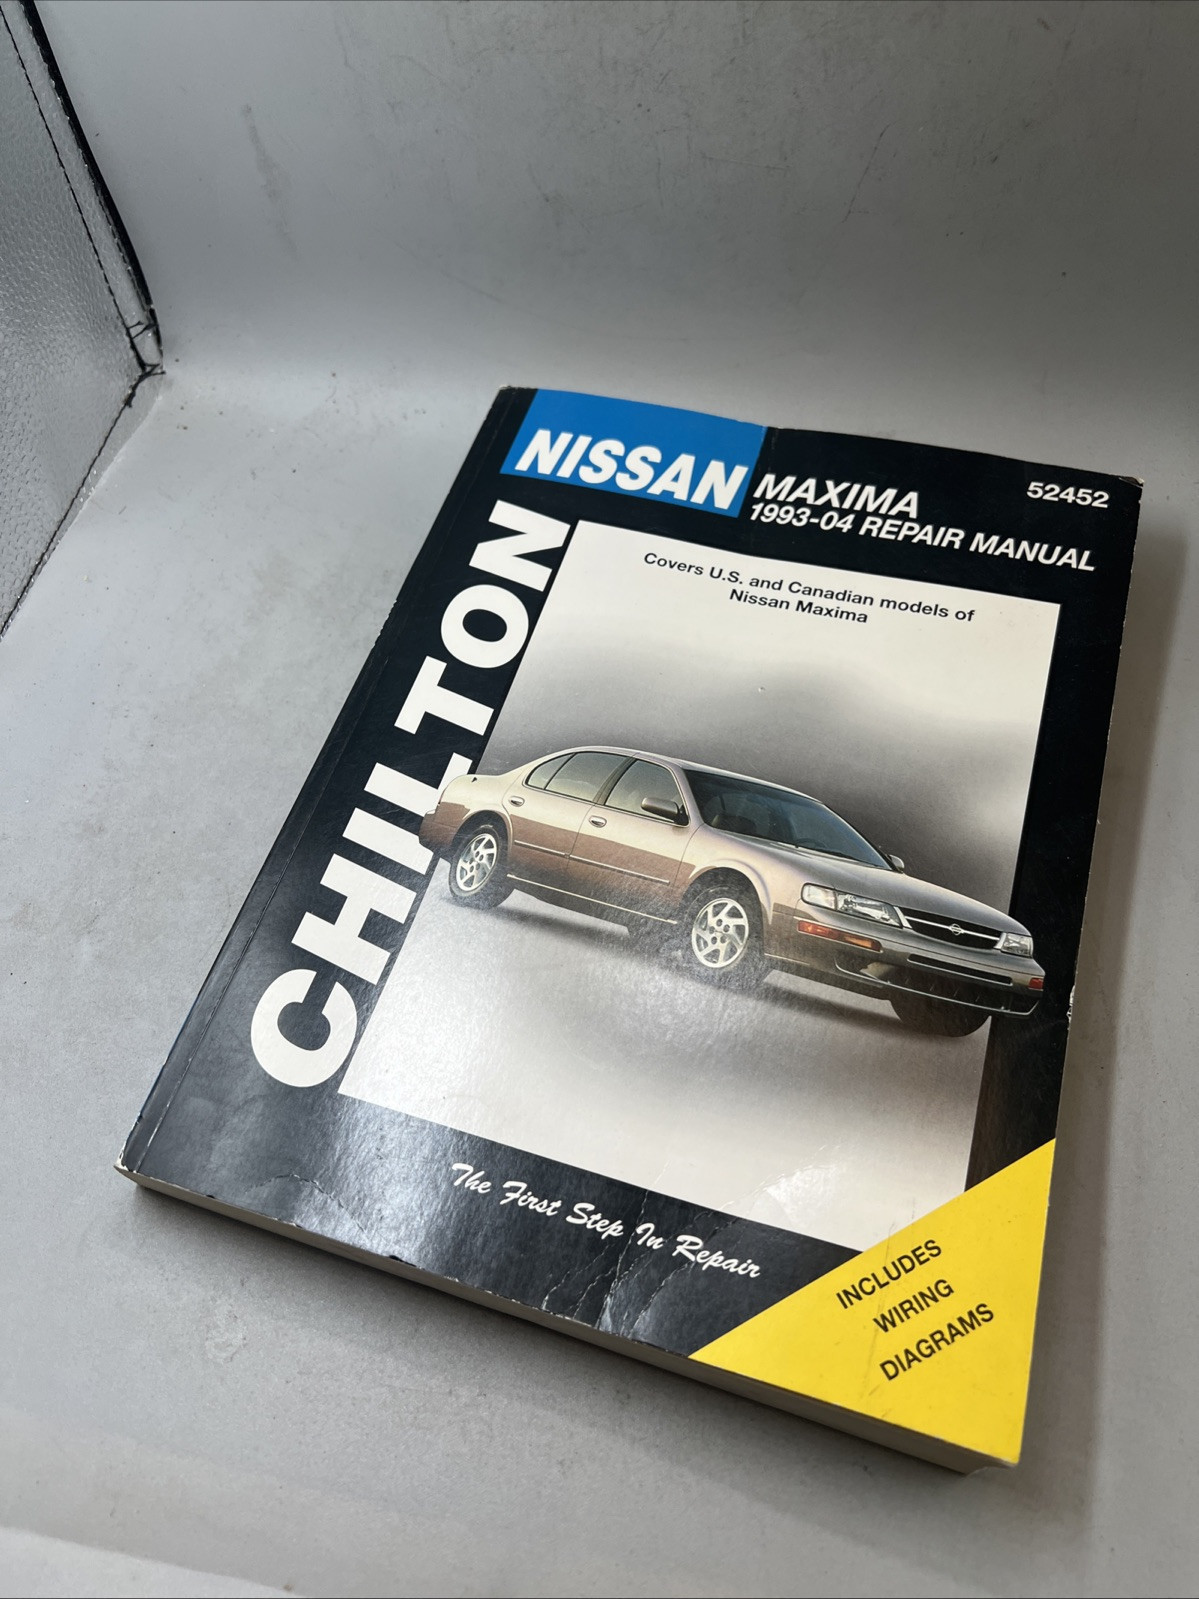 NISSAN
MAXIMA
1993-04 REPAIR MANUAL
52452
CHILTON
Covers U.S. and Canadian models of
Nissan Maxima
The First Step In Repair
INCLUDES
WIRING
DIAGRAMS